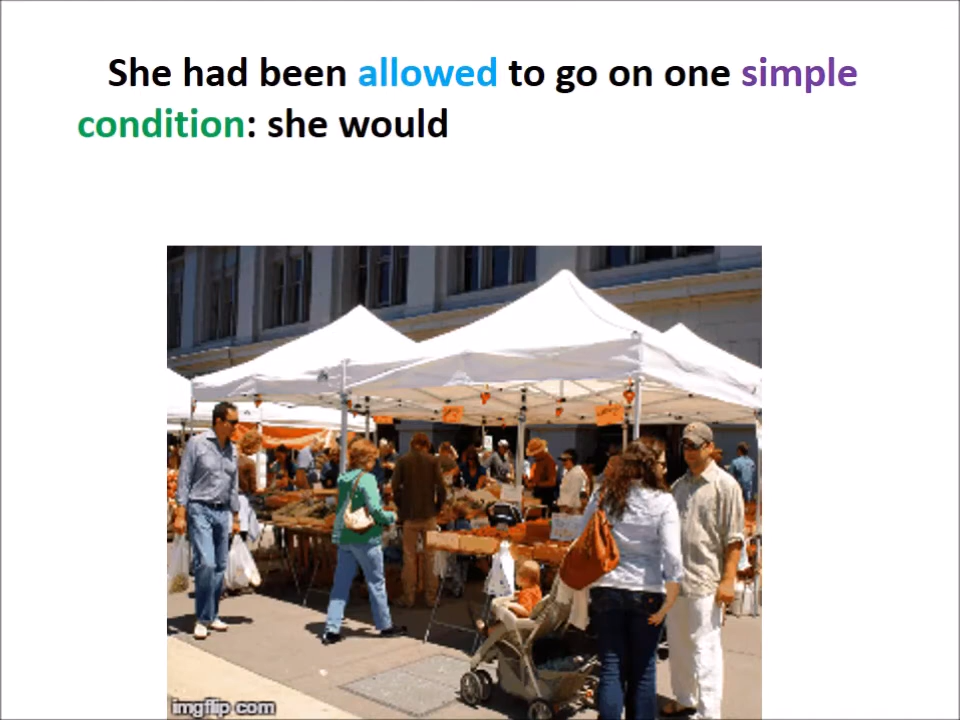 She had been allowed to go on one simple
condition: she would
imgflip.com